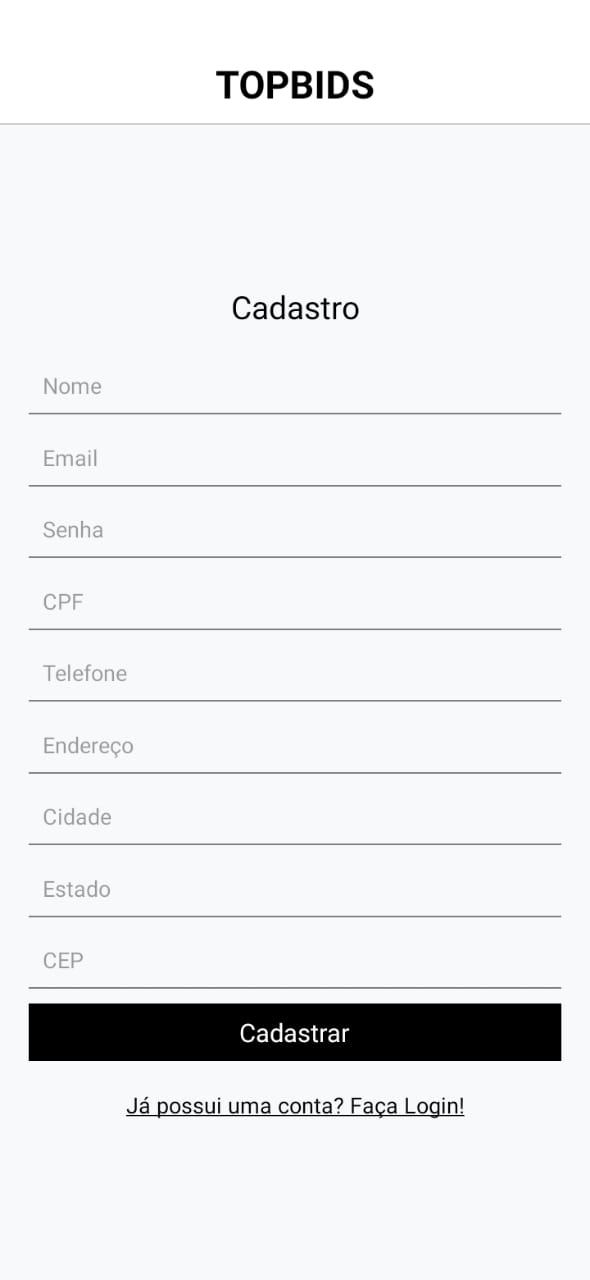 TOPBIDS
Cadastro
Nome
Email
Senha
CPF
Telefone
Endereço
Cidade
Estado
CEP
Cadastrar
Já possui uma conta? Faça Login!